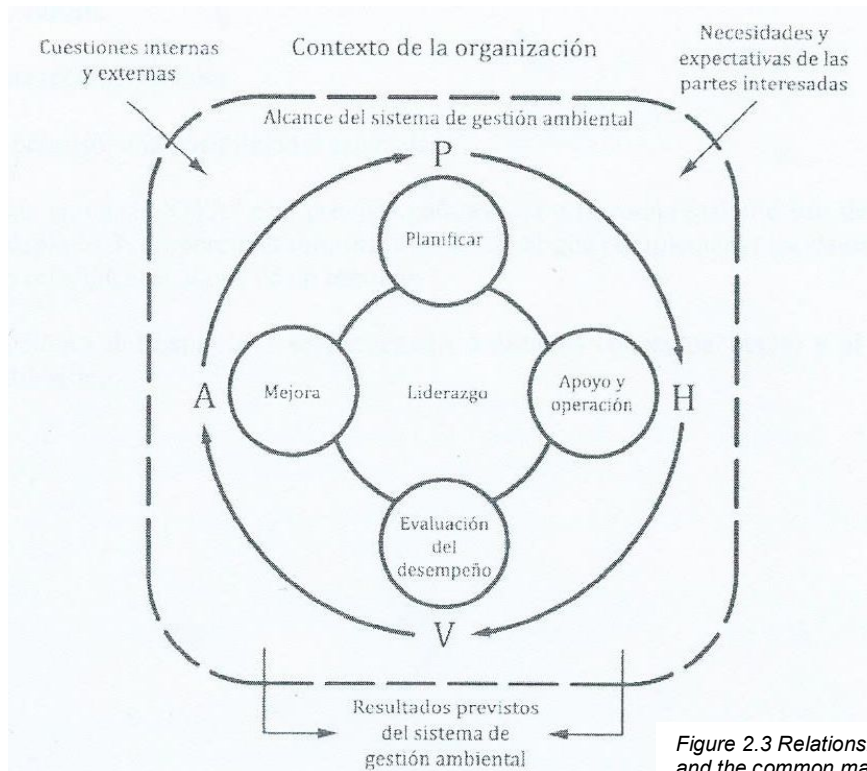 Cuestiones internas
y externas
Contexto de la organización
Necesidades y
expectativas de las
partes interesadas
Alcance del sistema de gestión ambiental
P
Planificar
A
Mejora
Liderazgo
Apoyo y
operación
H
Evaluación
del
desempeño
V
Resultados previstos
del sistema de
gestión ambiental
Figure 2.3 Relations
and the common ma